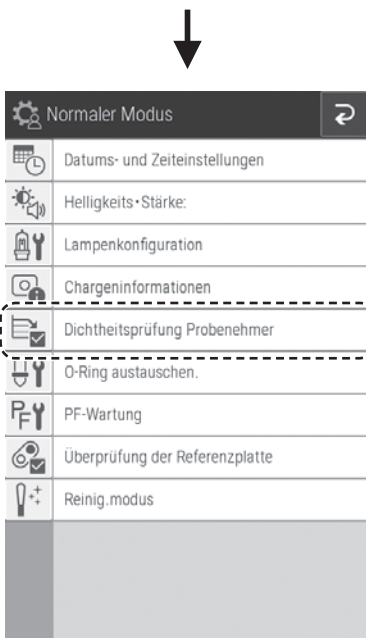 Normaler Modus
Datums- und Zeiteinstellungen
Helligkeits・Stärke:
Lampenkonfiguration
Chargeninformationen
Dichtheitsprüfung Probenehmer
O-Ring austauschen.
PF-Wartung
Überprüfung der Referenzplatte
Reinig.modus